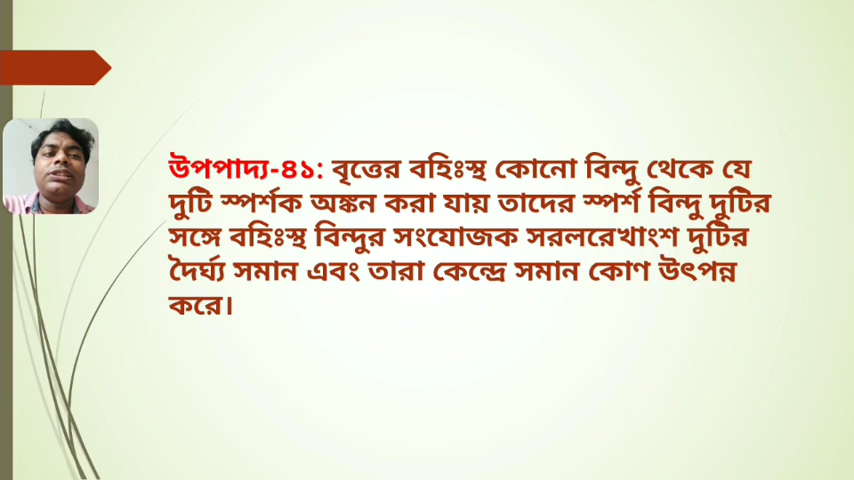 উপপাদ্য-৪১: বৃত্তের বহিঃস্থ কোনো বিন্দু থেকে যে
দুটি স্পর্শক অঙ্কন করা যায় তাদের স্পর্শ বিন্দু দুটির
সঙ্গে বহিঃস্থ বিন্দুর সংযোজক সরলরেখাংশ দুটির
দৈর্ঘ্য সমান এবং তারা কেন্দ্রে সমান কোণ উৎপন্ন
করে।